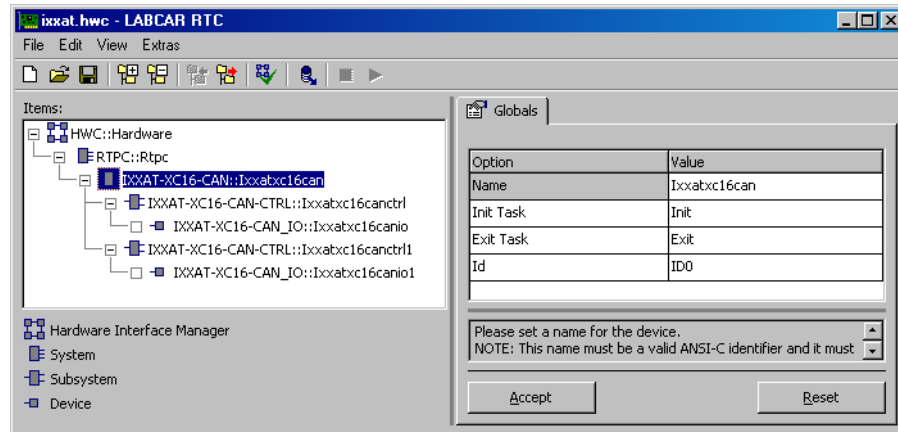 ixxat.hwc - LABCAR RTC
File Edit View Extras
Items:
HWC::Hardware
RTPC::Rtpc
IXXAT-XC16-CAN::Ixxatxc16can
IXXAT-XC16-CAN-CTRL::Ixxatxc16canctrl
IXXAT-XC16-CAN_IO::Ixxatxc16canio
IXXAT-XC16-CAN-CTRL::Ixxatxc16canctrl1
IXXAT-XC16-CAN_IO::Ixxatxc16canio1
Hardware Interface Manager
System
Subsystem
Device
Globals
Option Value
Name Ixxatxc16can
Init Task Init
Exit Task Exit
Id ID0
Please set a name for the device.
NOTE: This name must be a valid ANSI-C identifier and it must
Accept Reset